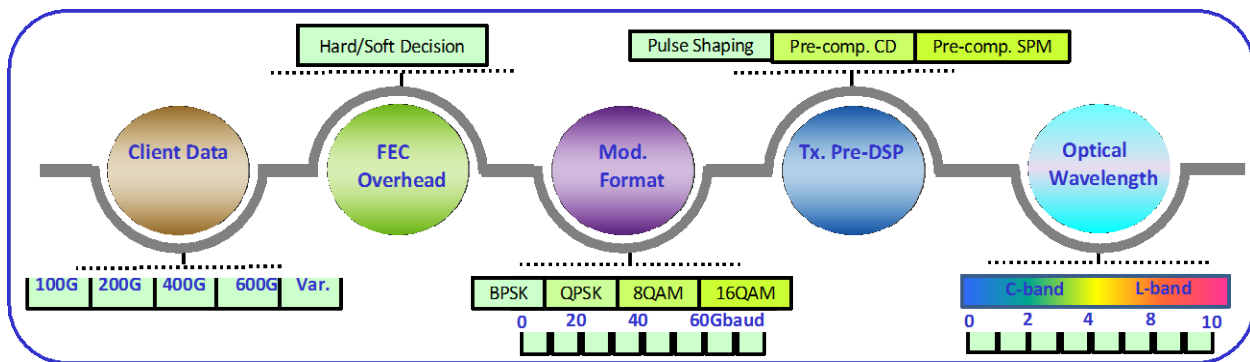 Hard/Soft Decision
Pulse Shaping Pre-comp. CD Pre-comp. SPM
Client Data
FEC
Overhead
Mod.
Format
Tx. Pre-DSP
Optical
Wavelength
100G 200G 400G 600G Var.
BPSK QPSK 8QAM 16QAM
0 20 40 60Gbaud
C-band L-band
0 2 4 8 10